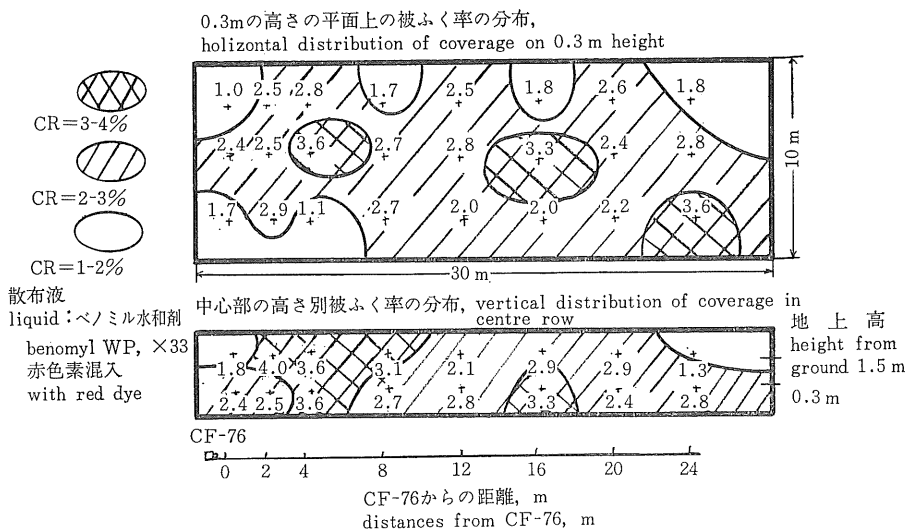 0.3mの高さの平面上の被ふく率の分布,
holizontal distribution of coverage on 0.3 m height
CR=3-4%
CR=2-3%
CR=1-2%
1.0 2.5 2.8 1.7 2.5 1.8 2.6 1.8
2.4 2.5 3.6 2.7 2.8 3.3 2.4 2.8
1.7 2.9 1.1 2.7 2.0 2.0 2.2 3.6
10 m
30 m
散布液
liquid:ベノミル水和剤
benomyl WP, ×33
赤色素混入
with red dye
中心部の高さ別被ふく率の分布, vertical distribution of coverage in
centre row
1.8 4.0 3.6 3.1 2.1 2.9 2.9 1.3
2.4 2.5 3.6 2.7 2.8 3.3 2.4 2.8
地上高
height from
ground 1.5 m
0.3 m
CF-76
0 2 4 8 12 16 20 24
CF-76からの距離, m
distances from CF-76, m